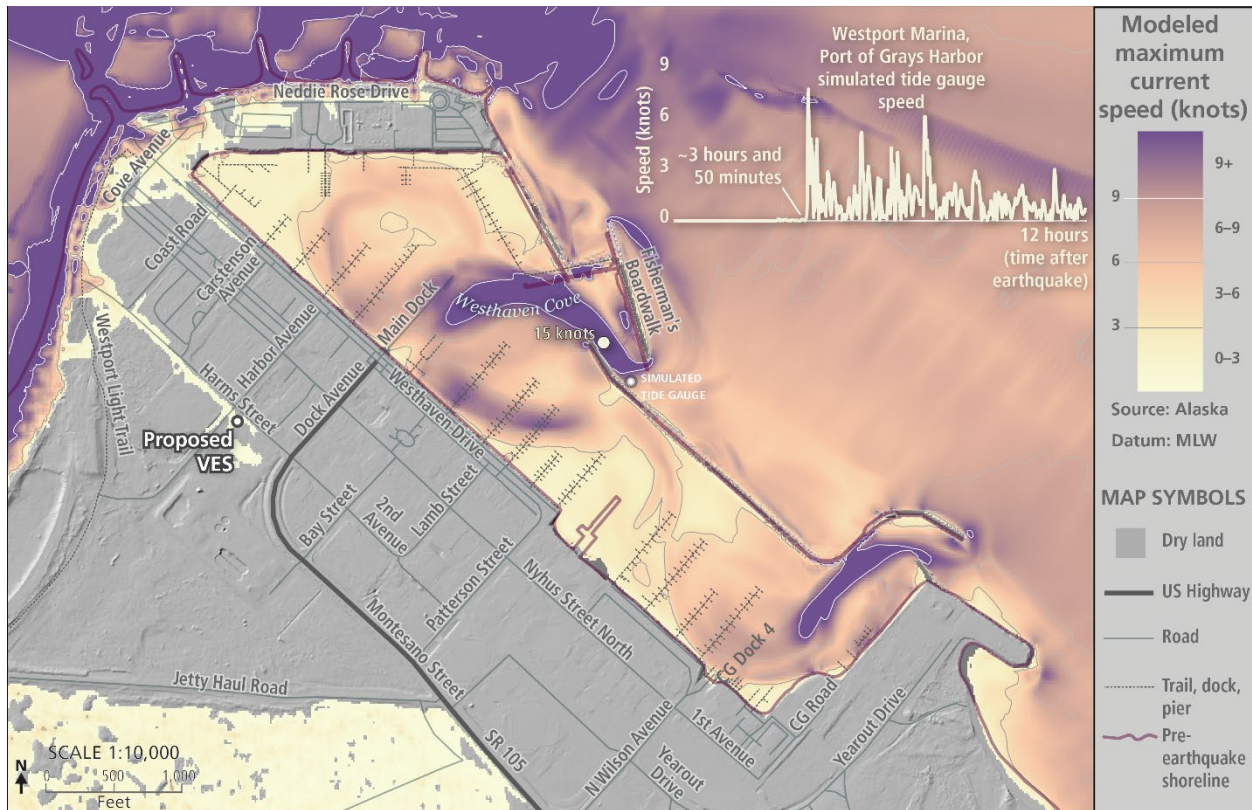 Westport Marina,
Port of Grays Harbor
simulated tide gauge
speed
Speed (knots)
9
6
3
0
~3 hours and
50 minutes
12 hours
(time after
earthquake)
Neddie Rose Drive
Cove Avenue
Coast Road
Carstenson
Avenue
Harbor Avenue
Harms Street
Westport Light Trail
Main Dock
Dock Avenue
Westhaven Drive
Westhaven Cove
Fisherman's
Boardwalk
15 knots
SIMULATED
TIDE GAUGE
Proposed
VES
Bay Street
2nd
Avenue
Lamb Street
Patterson Street
Nyhus Street North
Montesano Street
SR 105
Jetty Haul Road
CG Dock 4
CG Road
1st Avenue
N Wilson Avenue
Yearout
Drive
Yearout Drive
SCALE 1:10,000
N
0 500 1,000
Feet
Modeled
maximum
current
speed (knots)
9+
9
6–9
6
3–6
3
0–3
Source: Alaska
Datum: MLW
MAP SYMBOLS
Dry land
US Highway
Road
Trail, dock,
pier
Pre-
earthquake
shoreline